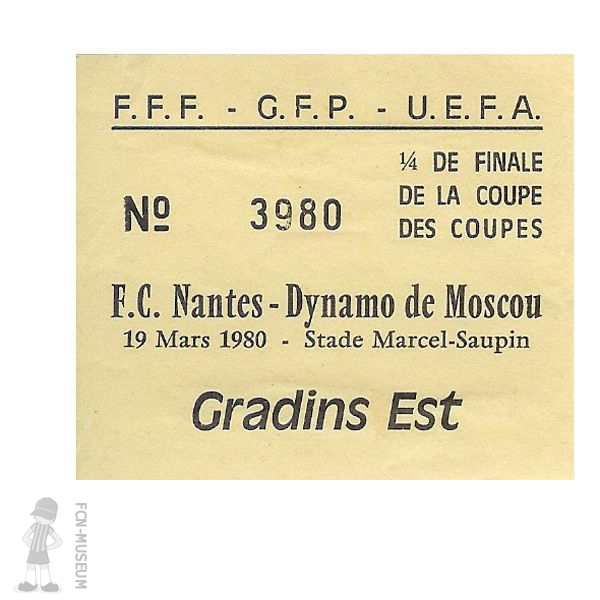 F.F.F. - G.F.P. - U.E.F.A.
¼ DE FINALE
DE LA COUPE
DES COUPES
Nº 3980
F.C. Nantes - Dynamo de Moscou
19 Mars 1980 - Stade Marcel-Saupin
Gradins Est
FCN-MUSEUM